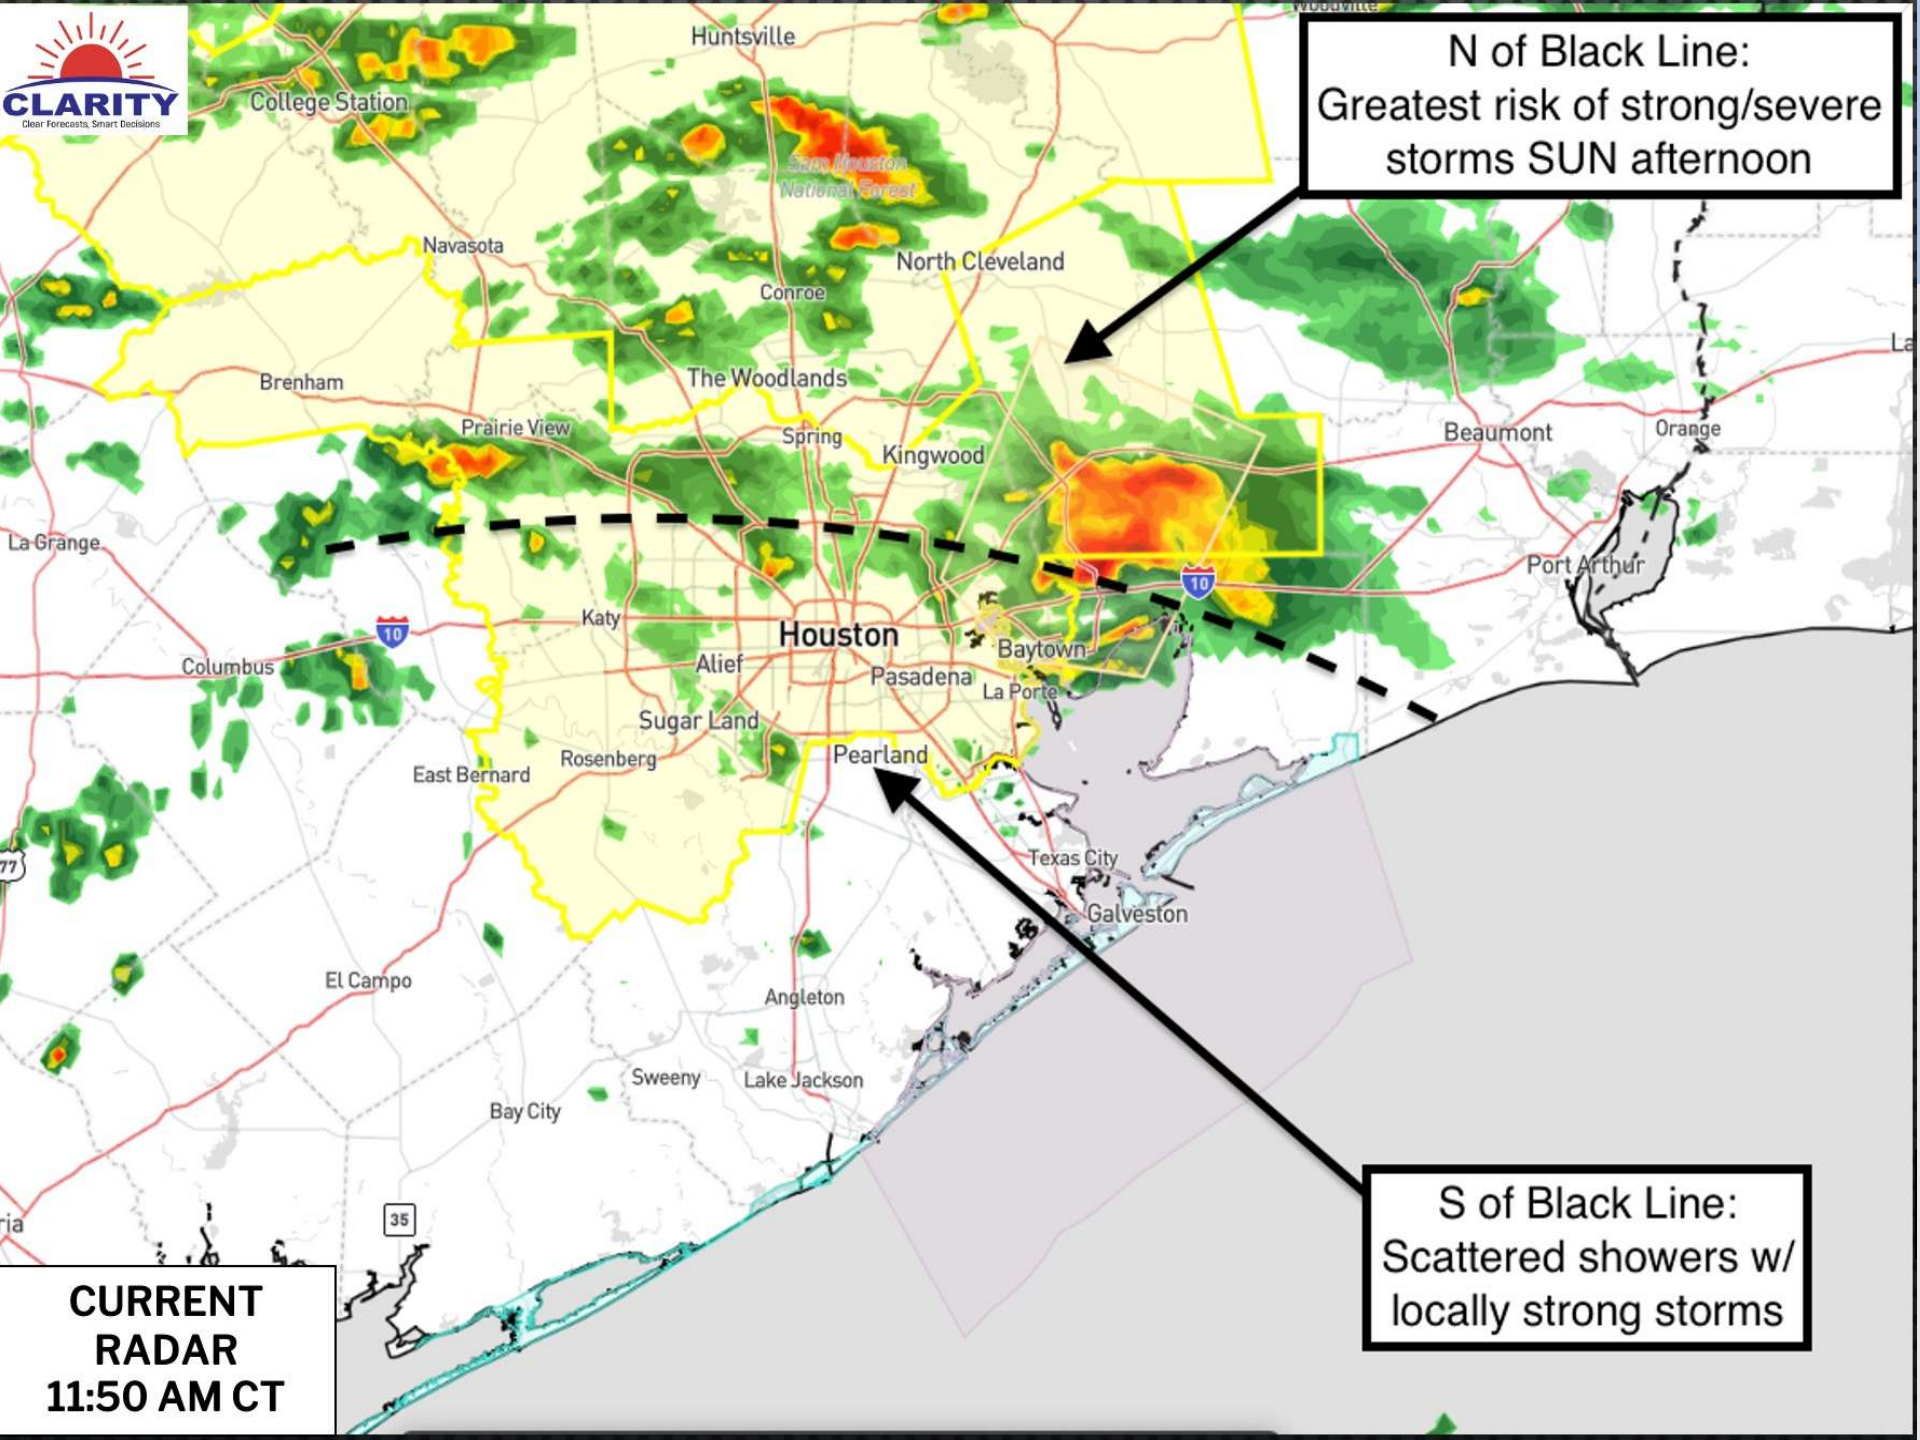 Woodville
CLARITY
Clear Forecasts, Smart Decisions
N of Black Line:
Greatest risk of strong/severe
storms SUN afternoon
Huntsville
College Station
Sam Houston
National Forest
Navasota
North Cleveland
Conroe
La
Brenham
The Woodlands
Prairie View
Spring
Kingwood
Beaumont
Orange
La Grange
Port Arthur
10
10
Katy
Houston
Baytown
Columbus
Alief
Pasadena
La Porte
Sugar Land
Rosenberg
Pearland
East Bernard
77
Texas City
Galveston
El Campo
Angleton
Sweeny
Lake Jackson
Bay City
35
ria
S of Black Line:
Scattered showers w/
locally strong storms
CURRENT
RADAR
11:50 AM CT